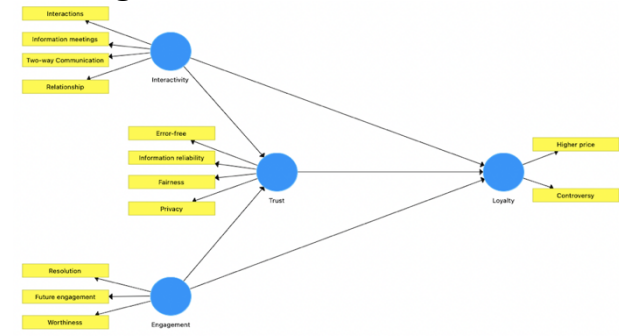 Interactions
Information meetings
Two-way Communication
Relationship
Interactivity
Error-free
Information reliability
Fairness
Privacy
Trust
Higher price
Controversy
Loyalty
Resolution
Future engagement
Worthiness
Engagement